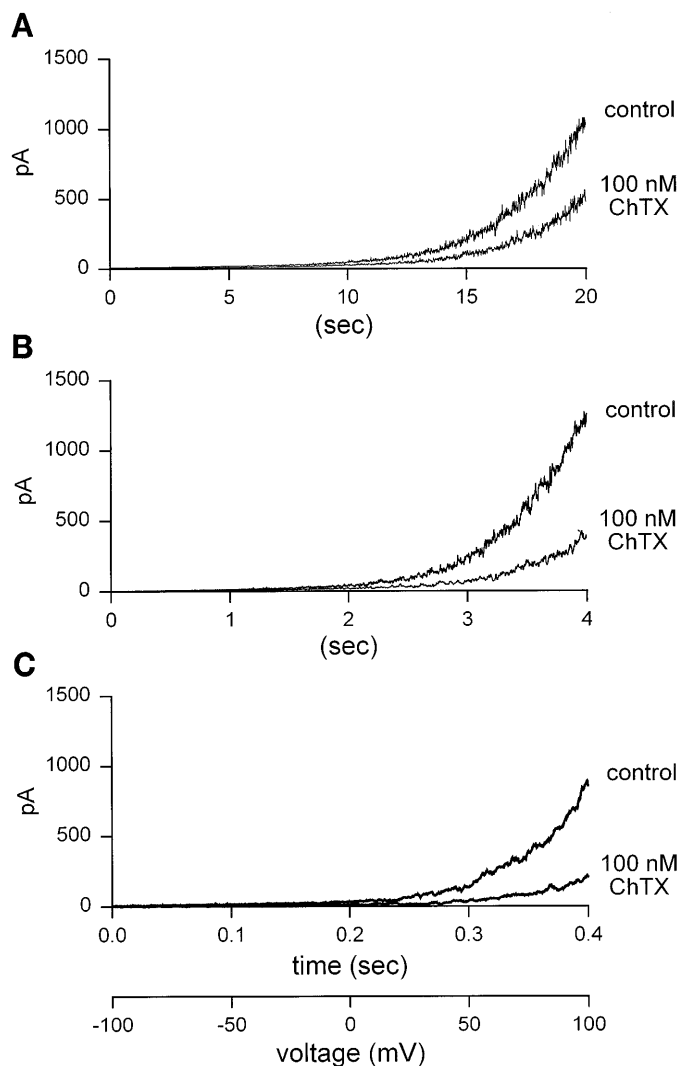 A
1500
1000
500
0
pA
control
100 nM
ChTX
0 5 10 15 20
(sec)
B
1500
1000
500
0
pA
control
100 nM
ChTX
0 1 2 3 4
(sec)
C
1500
1000
500
0
pA
control
100 nM
ChTX
0.0 0.1 0.2 0.3 0.4
time (sec)
-100 -50 0 50 100
voltage (mV)